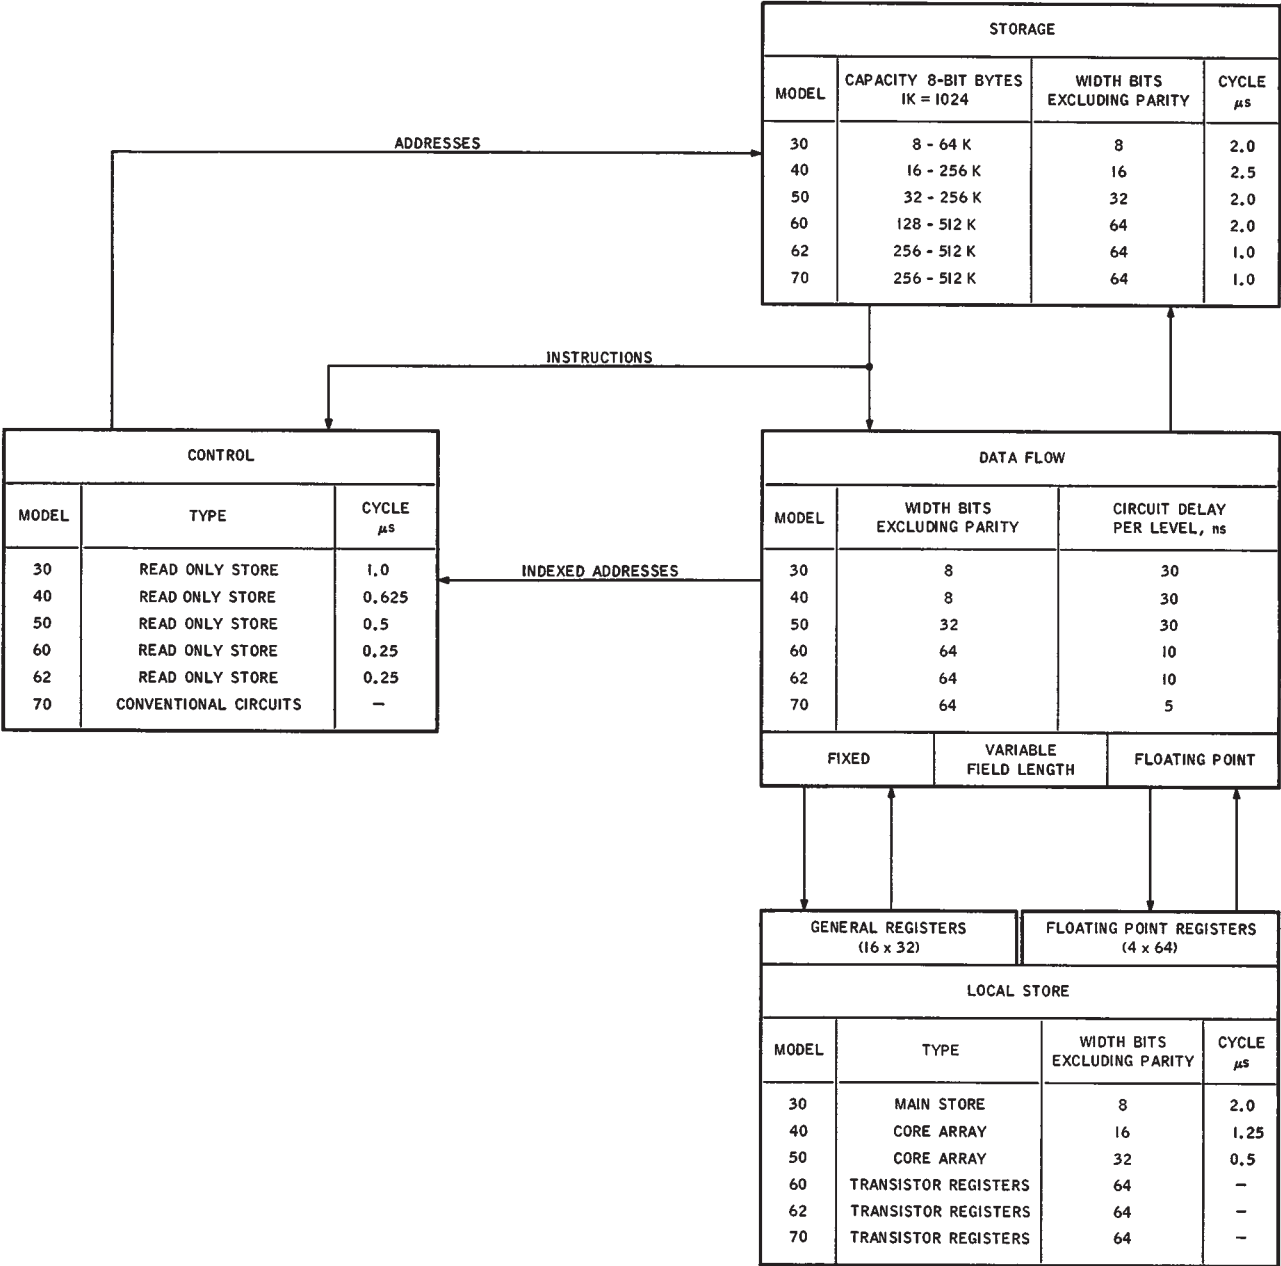 STORAGE
MODEL CAPACITY 8-BIT BYTES 1K = 1024 WIDTH BITS EXCLUDING PARITY CYCLE μs
30 8 - 64 K 8 2.0
40 16 - 256 K 16 2.5
50 32 - 256 K 32 2.0
60 128 - 512 K 64 2.0
62 256 - 512 K 64 1.0
70 256 - 512 K 64 1.0
ADDRESSES
INSTRUCTIONS
CONTROL
MODEL TYPE CYCLE μs
30 READ ONLY STORE 1.0
40 READ ONLY STORE 0.625
50 READ ONLY STORE 0.5
60 READ ONLY STORE 0.25
62 READ ONLY STORE 0.25
70 CONVENTIONAL CIRCUITS —
INDEXED ADDRESSES
DATA FLOW
MODEL WIDTH BITS EXCLUDING PARITY CIRCUIT DELAY PER LEVEL, ns
30 8 30
40 8 30
50 32 30
60 64 10
62 64 10
70 64 5
FIXED
VARIABLE
FIELD LENGTH
FLOATING POINT
GENERAL REGISTERS
(16 x 32)
FLOATING POINT REGISTERS
(4 x 64)
LOCAL STORE
MODEL TYPE WIDTH BITS EXCLUDING PARITY CYCLE μs
30 MAIN STORE 8 2.0
40 CORE ARRAY 16 1.25
50 CORE ARRAY 32 0.5
60 TRANSISTOR REGISTERS 64 —
62 TRANSISTOR REGISTERS 64 —
70 TRANSISTOR REGISTERS 64 —